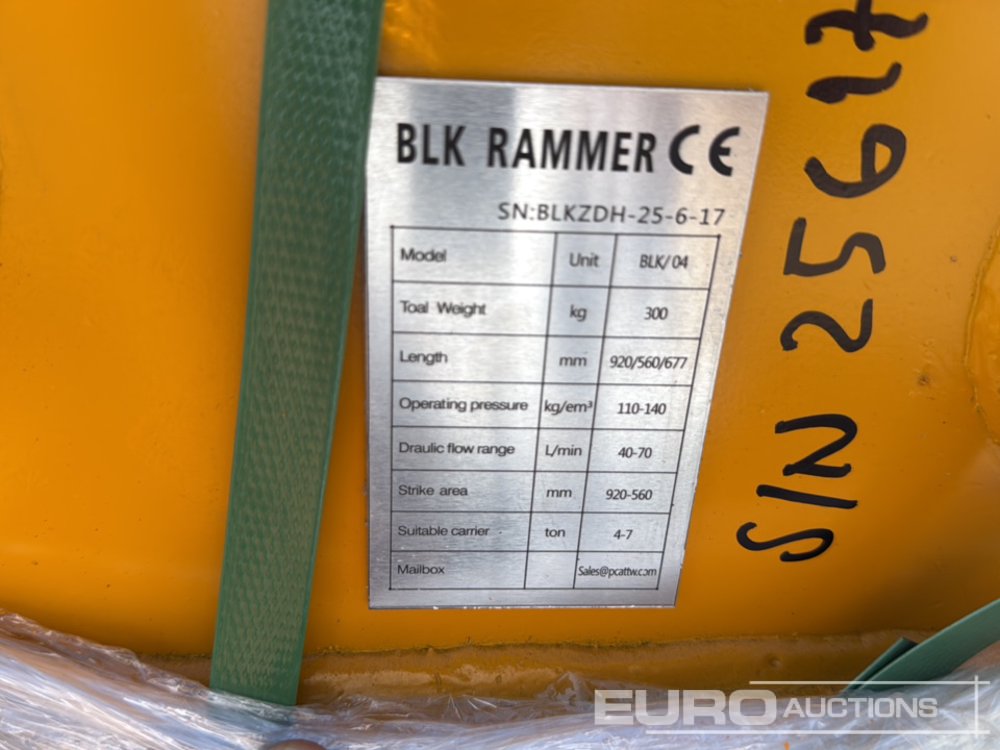 BLK RAMMER CE
SN:BLKZDH-25-6-17
Model Unit BLK/04
Toal Weight kg 300
Length mm 920/560/677
Operating pressure kg/em³ 110-140
Draulic flow range L/min 40-70
Strike area mm 920-560
Suitable carrier ton 4-7
Mailbox Sales@pcattw.com
S/N 25617
EURO AUCTIONS